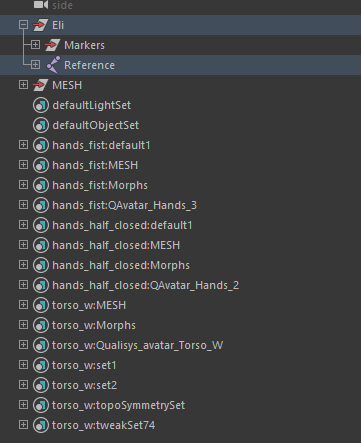 side
Eli
Markers
Reference
MESH
defaultLightSet
defaultObjectSet
hands_fist:default1
hands_fist:MESH
hands_fist:Morphs
hands_fist:QAvatar_Hands_3
hands_half_closed:default1
hands_half_closed:MESH
hands_half_closed:Morphs
hands_half_closed:QAvatar_Hands_2
torso_w:MESH
torso_w:Morphs
torso_w:Qualisys_avatar_Torso_W
torso_w:set1
torso_w:set2
torso_w:topoSymmetrySet
torso_w:tweakSet74